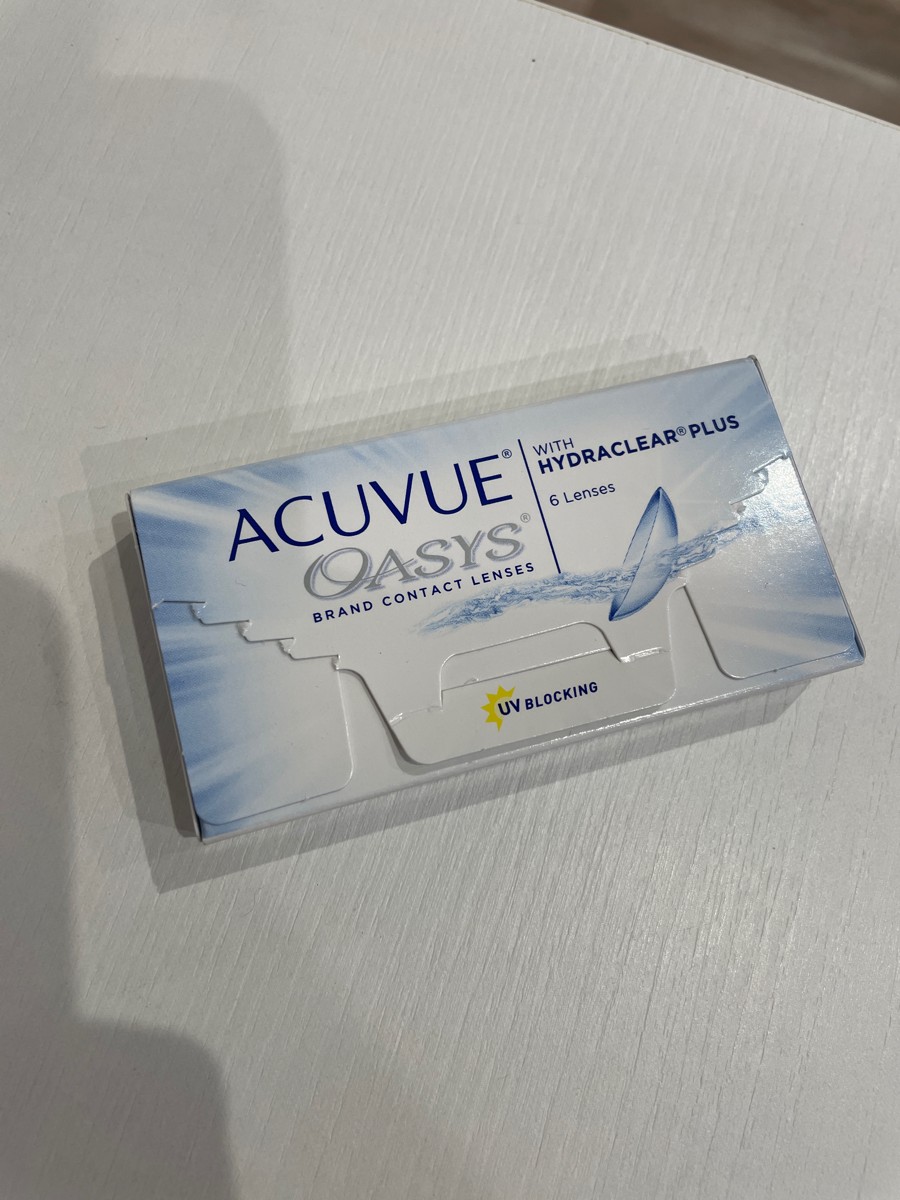 ACUVUE®
OASYS®
BRAND CONTACT LENSES
WITH
HYDRACLEAR® PLUS
6 Lenses
UV BLOCKING